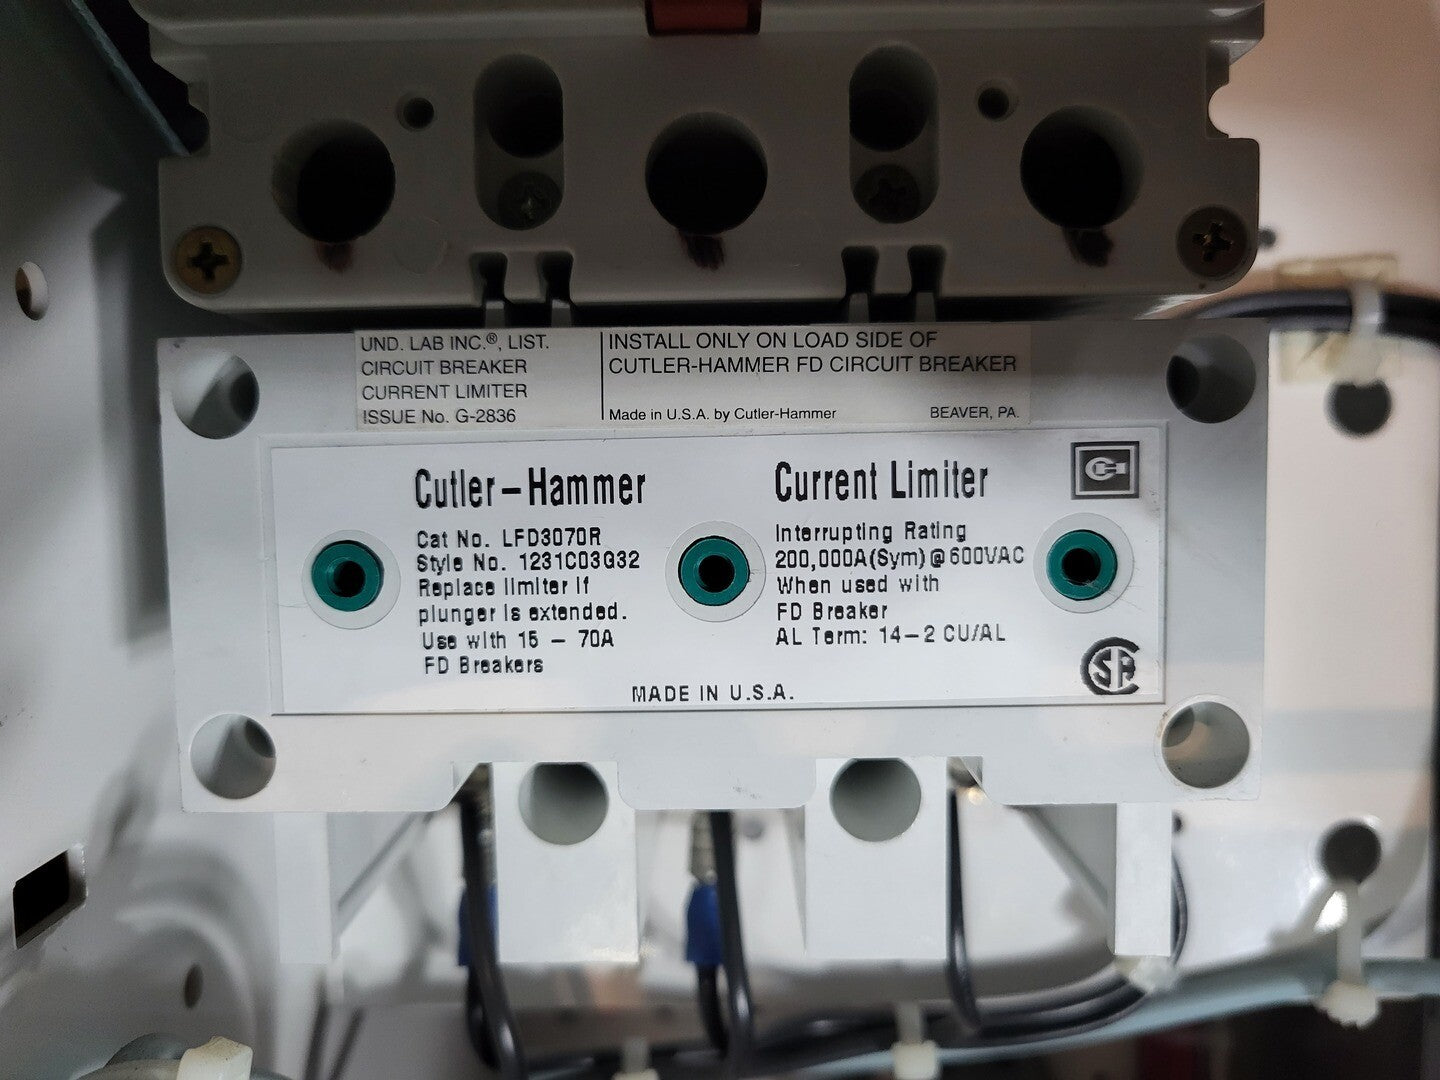 UND. LAB INC.®, LIST.
CIRCUIT BREAKER
CURRENT LIMITER
ISSUE No. G-2836
INSTALL ONLY ON LOAD SIDE OF
CUTLER-HAMMER FD CIRCUIT BREAKER
Made in U.S.A. by Cutler-Hammer BEAVER, PA.
Cutler-Hammer
Cat No. LFD3070R
Style No. 1231C03G32
Replace limiter if
plunger is extended.
Use with 15 - 70A
FD Breakers
Current Limiter
Interrupting Rating
200,000A(Sym)@600VAC
When used with
FD Breaker
AL Term: 14-2 CU/AL
MADE IN U.S.A.
CH
SA